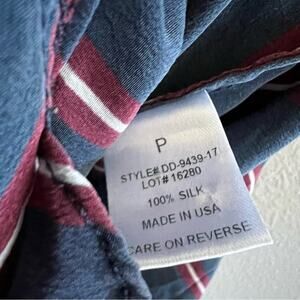 P
STYLE# DD-9439-17
LOT# 16280
100% SILK
MADE IN USA
CARE ON REVERSE